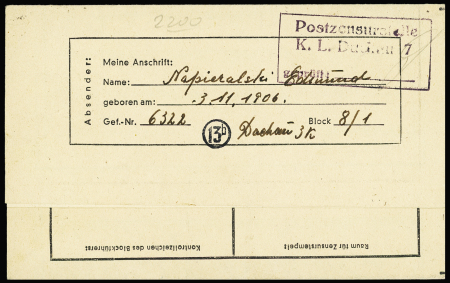 2200
Postzensurstelle
K. L. Dachau 7
geprüft:
Absender:
Meine Anschrift:
Name: Napieralski Edmund
geboren am: 3. 11. 1906.
Gef.-Nr. 6322 Block 8/1
13b Dachau 3K
Kontrollzeichen des Blockführers:
Raum für Zensurstempel: